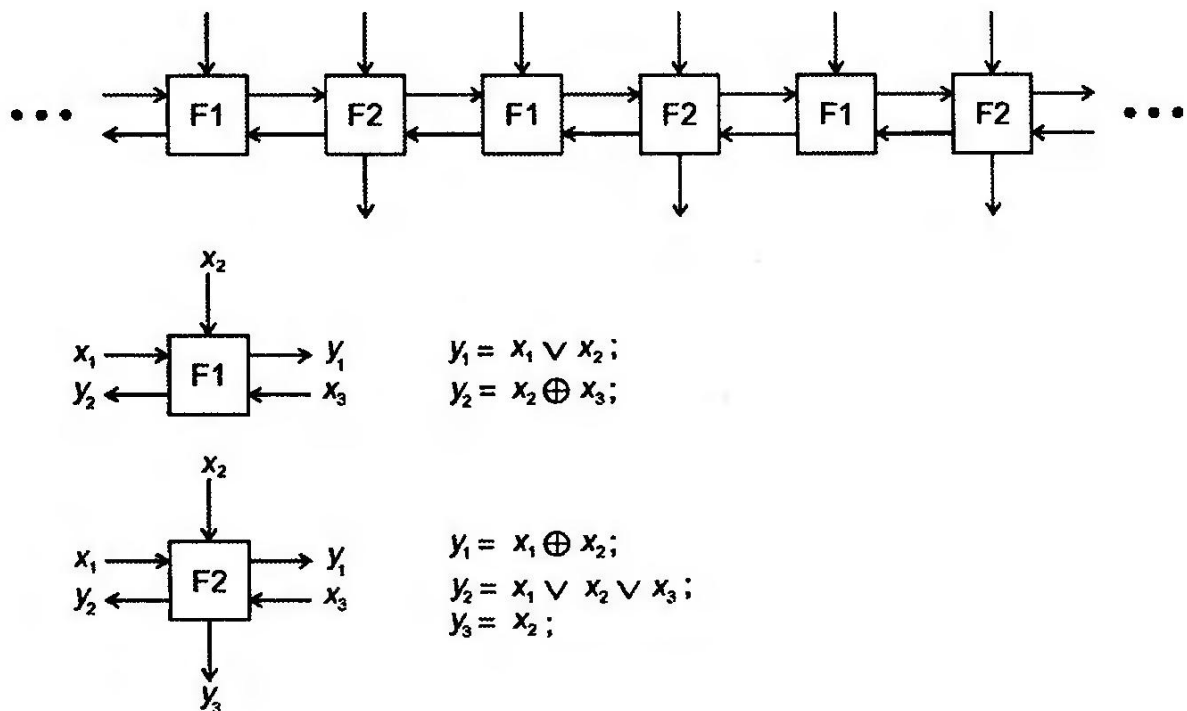 F1 F2 F1 F2 F1 F2
x₂
x₁ F1 y₁
y₂ x₃
y₁ = x₁ ∨ x₂;
y₂ = x₂ ⊕ x₃;
x₂
x₁ F2 y₁
y₂ x₃
y₃
y₁ = x₁ ⊕ x₂;
y₂ = x₁ ∨ x₂ ∨ x₃;
y₃ = x₂;